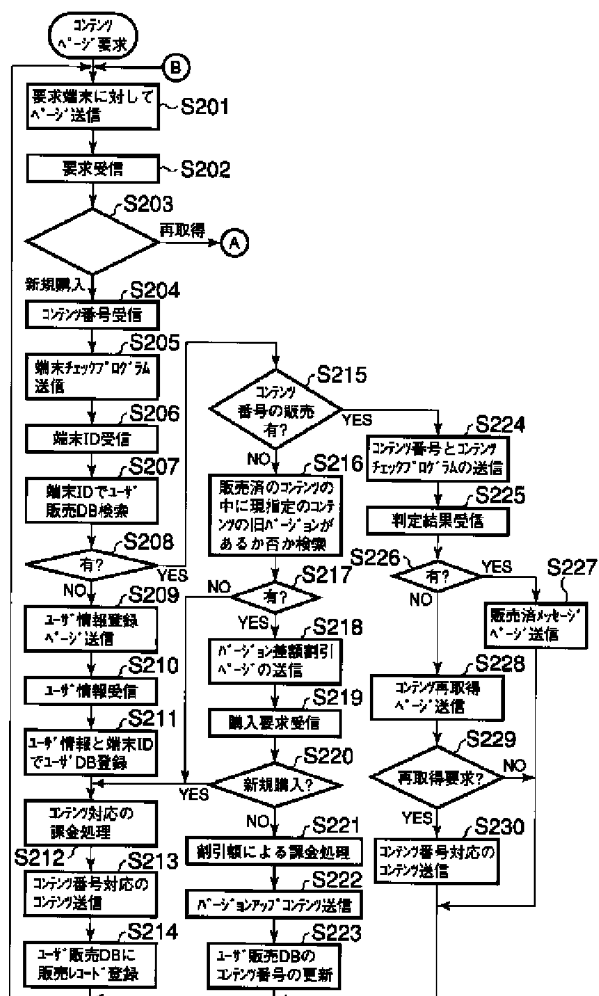 コンテンツ
ページ要求
B
要求端末に対して
ページ送信
S201
要求受信
S202
S203
再取得
A
新規購入
S204
コンテンツ番号受信
S205
端末チェックプログラム
送信
S206
端末ID受信
S207
端末IDでユーザ
販売DB検索
S208
有?
YES
NO
S209
ユーザ情報登録
ページ送信
S210
ユーザ情報受信
S211
ユーザ情報と端末ID
でユーザDB登録
コンテンツ対応の
課金処理
S212
S213
コンテンツ番号対応の
コンテンツ送信
S214
ユーザ販売DBに
販売レコード登録
S215
コンテンツ
番号の販売
有?
YES
NO
S216
販売済のコンテンツの
中に現指定のコンテ
ンツの旧バージョンが
あるか否か検索
S217
NO
有?
YES
S218
バージョン差額割引
ページの送信
S219
購入要求受信
S220
新規購入?
YES
NO
S221
割引額による課金処理
S222
バージョンアップコンテンツ送信
S223
ユーザ販売DBの
コンテンツ番号の更新
S224
コンテンツ番号とコンテンツ
チェックプログラムの送信
S225
判定結果受信
S226
有?
YES
NO
S227
販売済メッセージ
ページ送信
S228
コンテンツ再取得
ページ送信
S229
再取得要求?
NO
YES
S230
コンテンツ番号対応の
コンテンツ送信